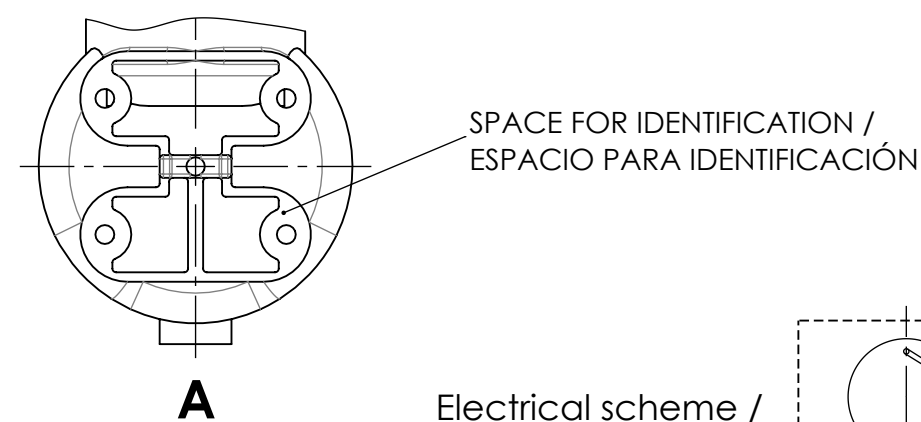 SPACE FOR IDENTIFICATION /
ESPACIO PARA IDENTIFICACIÓN
A
Electrical scheme /